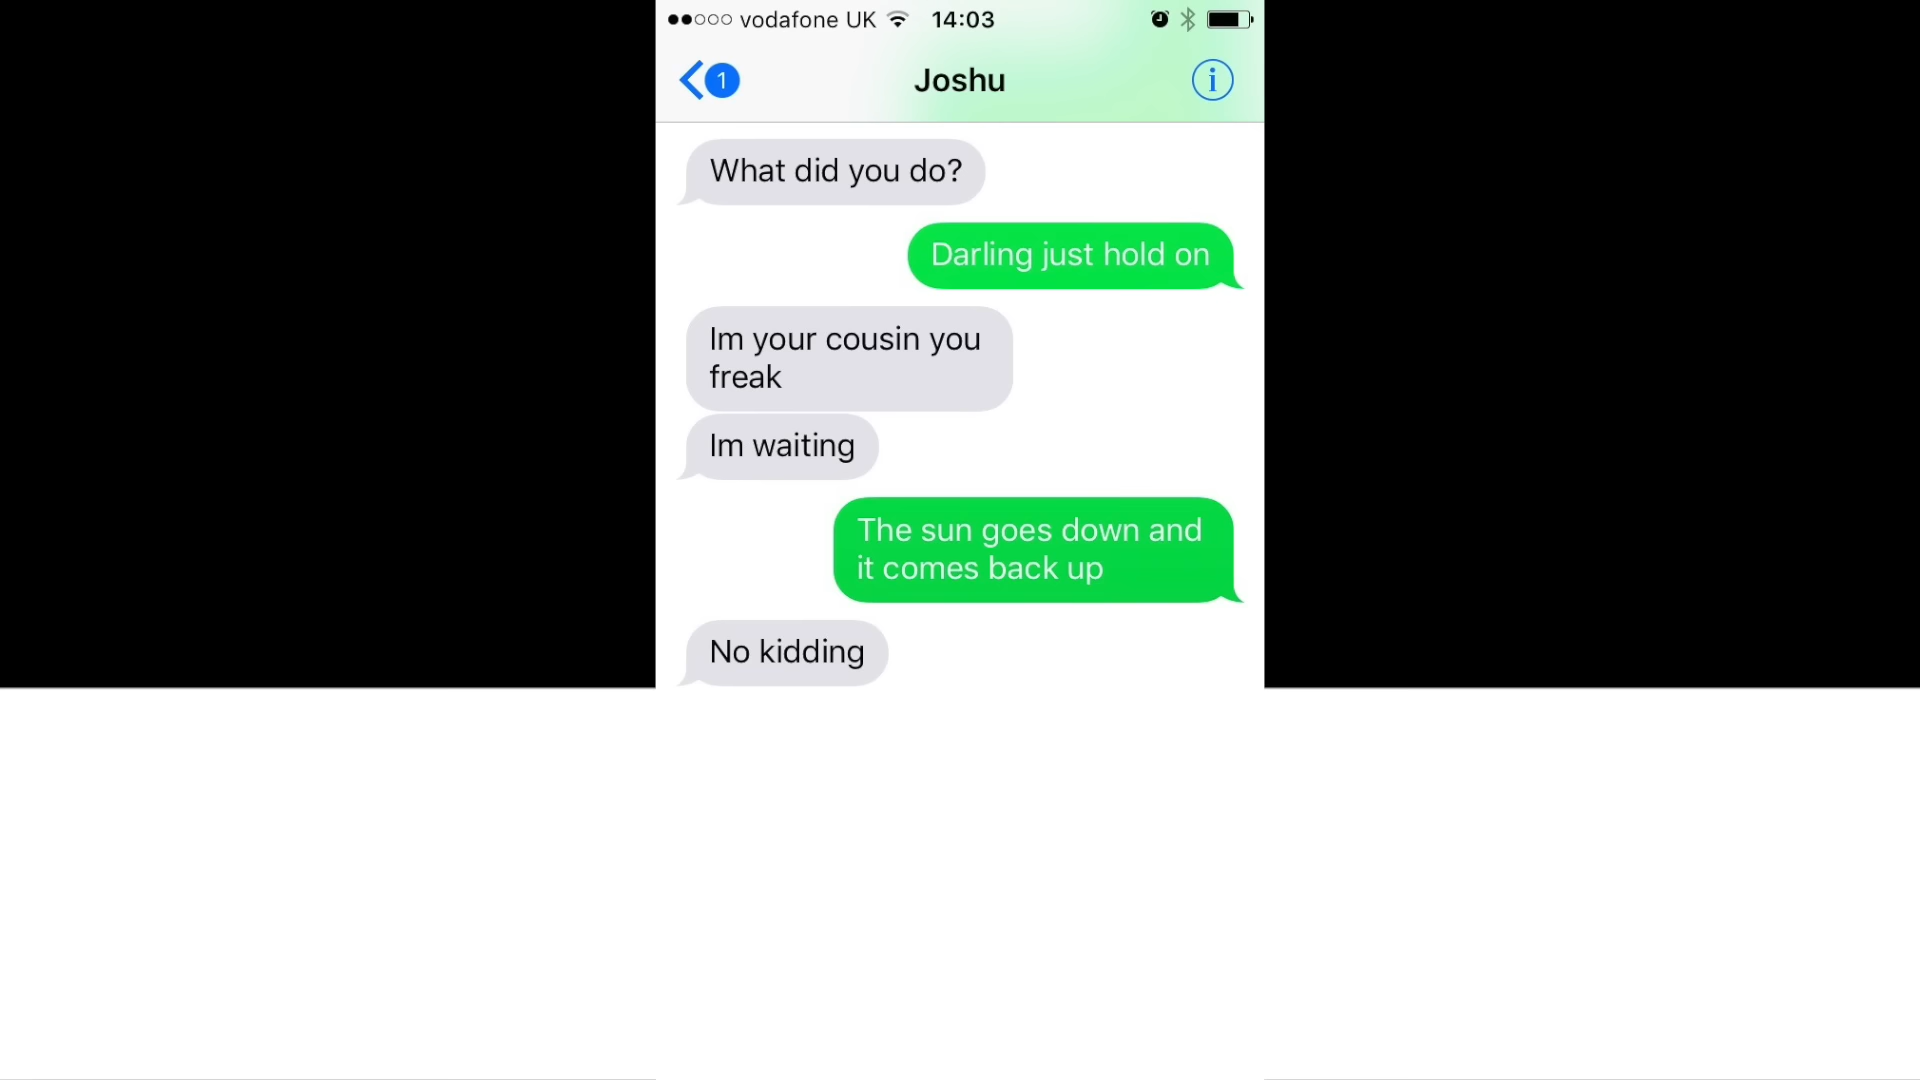 vodafone UK 14:03
1 Joshu i
What did you do?
Darling just hold on
Im your cousin you
freak
Im waiting
The sun goes down and
it comes back up
No kidding